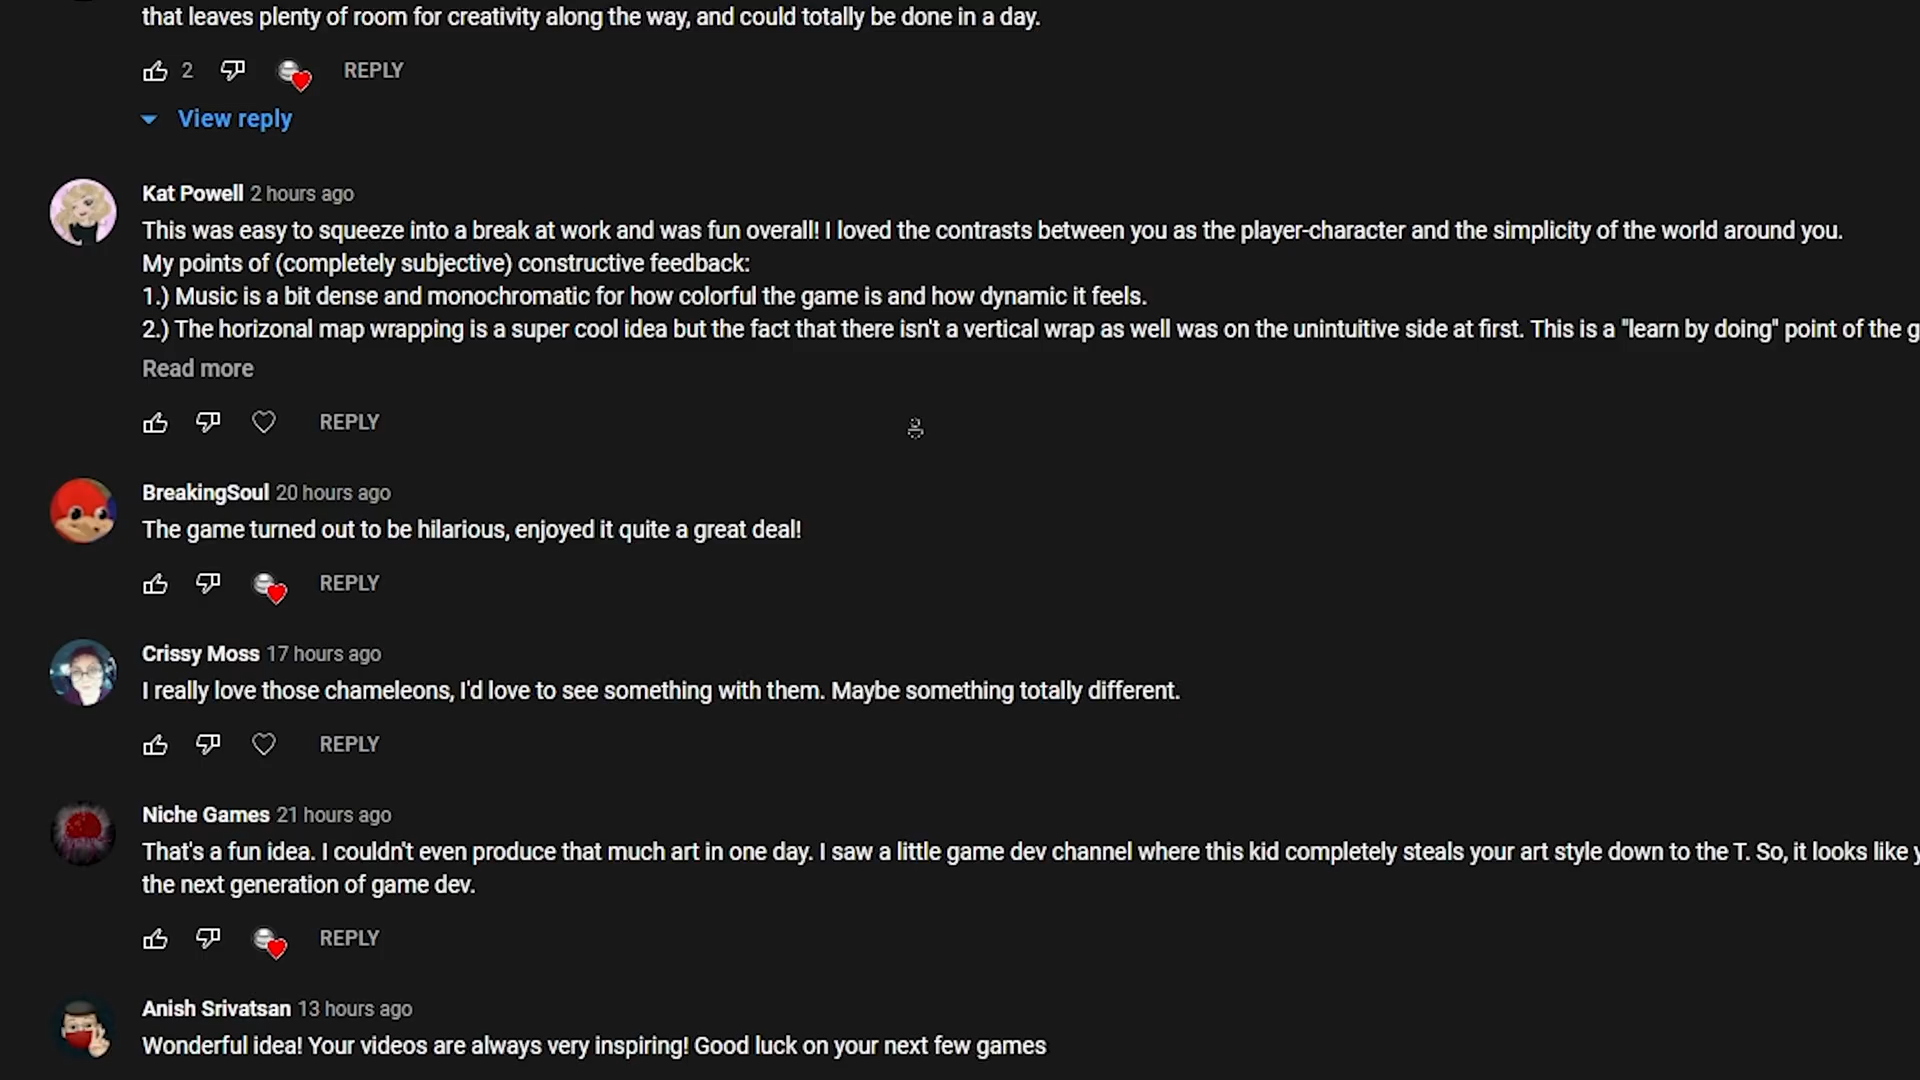 that leaves plenty of room for creativity along the way, and could totally be done in a day.
2 REPLY
View reply
Kat Powell 2 hours ago
This was easy to squeeze into a break at work and was fun overall! I loved the contrasts between you as the player-character and the simplicity of the world around you.
My points of (completely subjective) constructive feedback:
1.) Music is a bit dense and monochromatic for how colorful the game is and how dynamic it feels.
2.) The horizonal map wrapping is a super cool idea but the fact that there isn't a vertical wrap as well was on the unintuitive side at first. This is a "learn by doing" point of the g
Read more
REPLY
BreakingSoul 20 hours ago
The game turned out to be hilarious, enjoyed it quite a great deal!
REPLY
Crissy Moss 17 hours ago
I really love those chameleons, I'd love to see something with them. Maybe something totally different.
REPLY
Niche Games 21 hours ago
That's a fun idea. I couldn't even produce that much art in one day. I saw a little game dev channel where this kid completely steals your art style down to the T. So, it looks like y
the next generation of game dev.
REPLY
Anish Srivatsan 13 hours ago
Wonderful idea! Your videos are always very inspiring! Good luck on your next few games